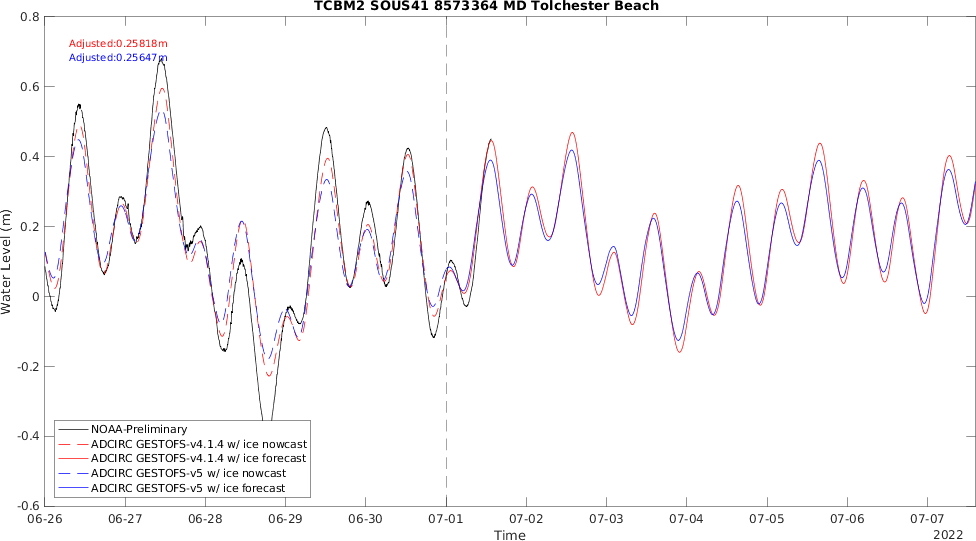 TCBM2 SOUS41 8573364 MD Tolchester Beach
0.8
Adjusted:0.25818m
Adjusted:0.25647m
0.6
0.4
0.2
0
-0.2
-0.4
-0.6
Water Level (m)
NOAA-Preliminary
ADCIRC GESTOFS-v4.1.4 w/ ice nowcast
ADCIRC GESTOFS-v4.1.4 w/ ice forecast
ADCIRC GESTOFS-v5 w/ ice nowcast
ADCIRC GESTOFS-v5 w/ ice forecast
06-26 06-27 06-28 06-29 06-30 07-01 07-02 07-03 07-04 07-05 07-06 07-07
Time
2022